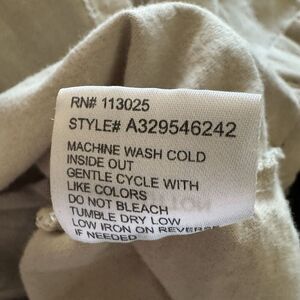 RN# 113025
STYLE# A329546242
MACHINE WASH COLD
INSIDE OUT
GENTLE CYCLE WITH
LIKE COLORS
DO NOT BLEACH
TUMBLE DRY LOW
LOW IRON ON REVERSE
IF NEEDED